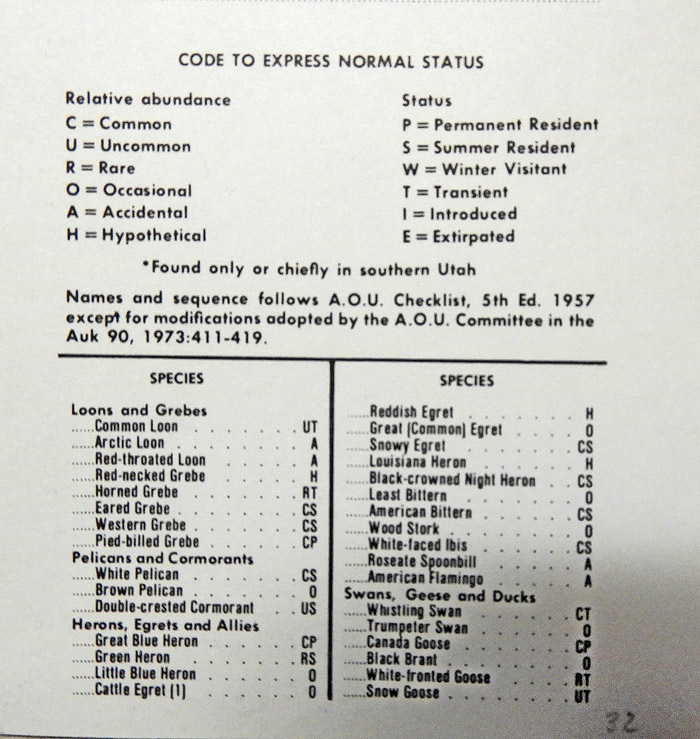 CODE TO EXPRESS NORMAL STATUS
Relative abundance
C = Common
U = Uncommon
R = Rare
O = Occasional
A = Accidental
H = Hypothetical
Status
P = Permanent Resident
S = Summer Resident
W = Winter Visitant
T = Transient
I = Introduced
E = Extirpated
*Found only or chiefly in southern Utah
Names and sequence follows A.O.U. Checklist, 5th Ed. 1957
except for modifications adopted by the A.O.U. Committee in the
Auk 90, 1973:411-419.
SPECIES
Loons and Grebes
......Common Loon . . . . . . . UT
......Arctic Loon . . . . . . . A
......Red-throated Loon . . . . . . A
......Red-necked Grebe . . . . . . H
......Horned Grebe . . . . . . . RT
......Eared Grebe . . . . . . . CS
......Western Grebe . . . . . . CS
......Pied-billed Grebe . . . . . . CP
Pelicans and Cormorants
......White Pelican . . . . . . CS
......Brown Pelican . . . . . . O
......Double-crested Cormorant . . US
Herons, Egrets and Allies
......Great Blue Heron . . . . . . CP
......Green Heron . . . . . . . RS
......Little Blue Heron . . . . . . O
......Cattle Egret (1) . . . . . . O
SPECIES
......Reddish Egret . . . . . . H
......Great (Common) Egret . . . . O
......Snowy Egret . . . . . . . CS
......Louisiana Heron . . . . . . H
......Black-crowned Night Heron . . CS
......Least Bittern . . . . . . O
......American Bittern . . . . . . CS
......Wood Stork . . . . . . . O
......White-faced Ibis . . . . . . CS
......Roseate Spoonbill . . . . . A
......American Flamingo . . . . . A
Swans, Geese and Ducks
......Whistling Swan . . . . . . CT
......Trumpeter Swan . . . . . . O
......Canada Goose . . . . . . CP
......Black Brant . . . . . . . O
......White-fronted Goose . . . . RT
......Snow Goose . . . . . . . UT
32